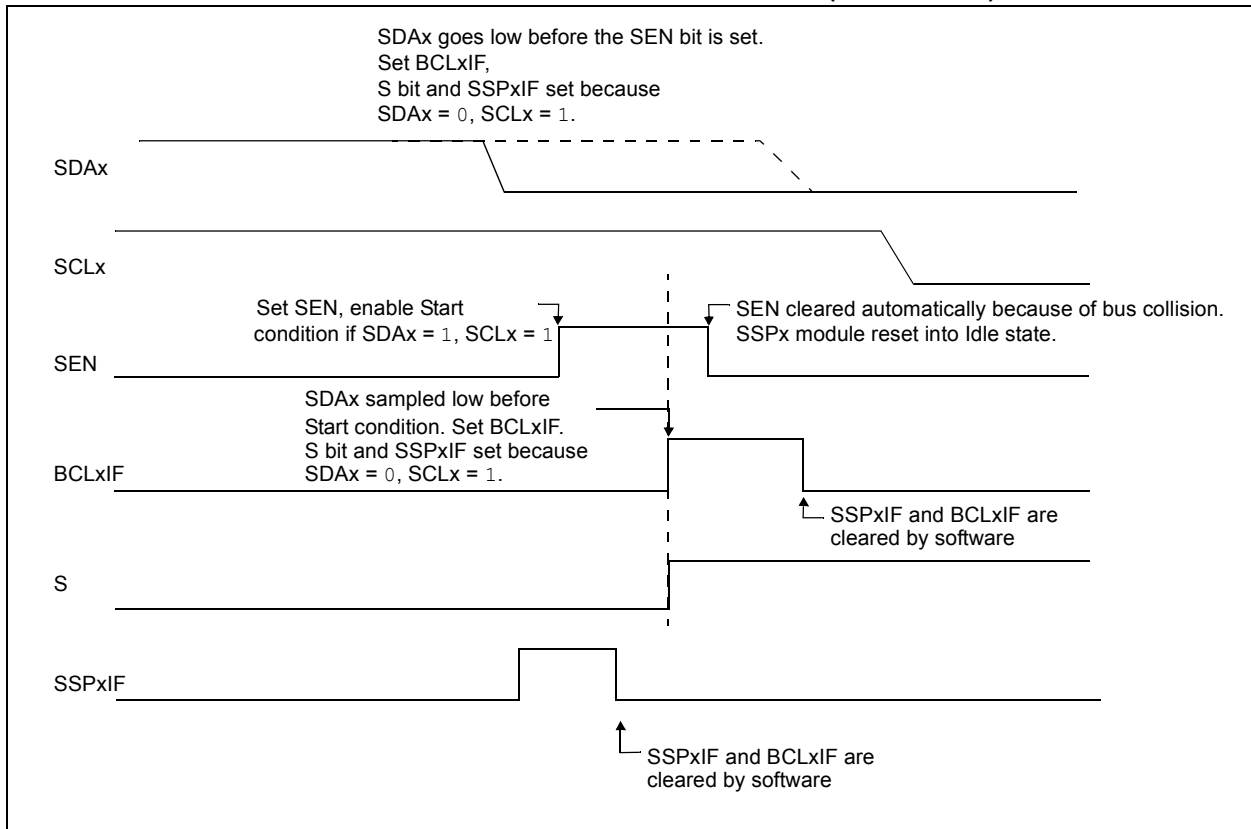 SDAx goes low before the SEN bit is set.
Set BCLxIF,
S bit and SSPxIF set because
SDAx = 0, SCLx = 1.
SDAx
SCLx
Set SEN, enable Start
condition if SDAx = 1, SCLx = 1
SEN cleared automatically because of bus collision.
SSPx module reset into Idle state.
SEN
SDAx sampled low before
Start condition. Set BCLxIF.
S bit and SSPxIF set because
SDAx = 0, SCLx = 1.
BCLxIF
SSPxIF and BCLxIF are
cleared by software
S
SSPxIF
SSPxIF and BCLxIF are
cleared by software